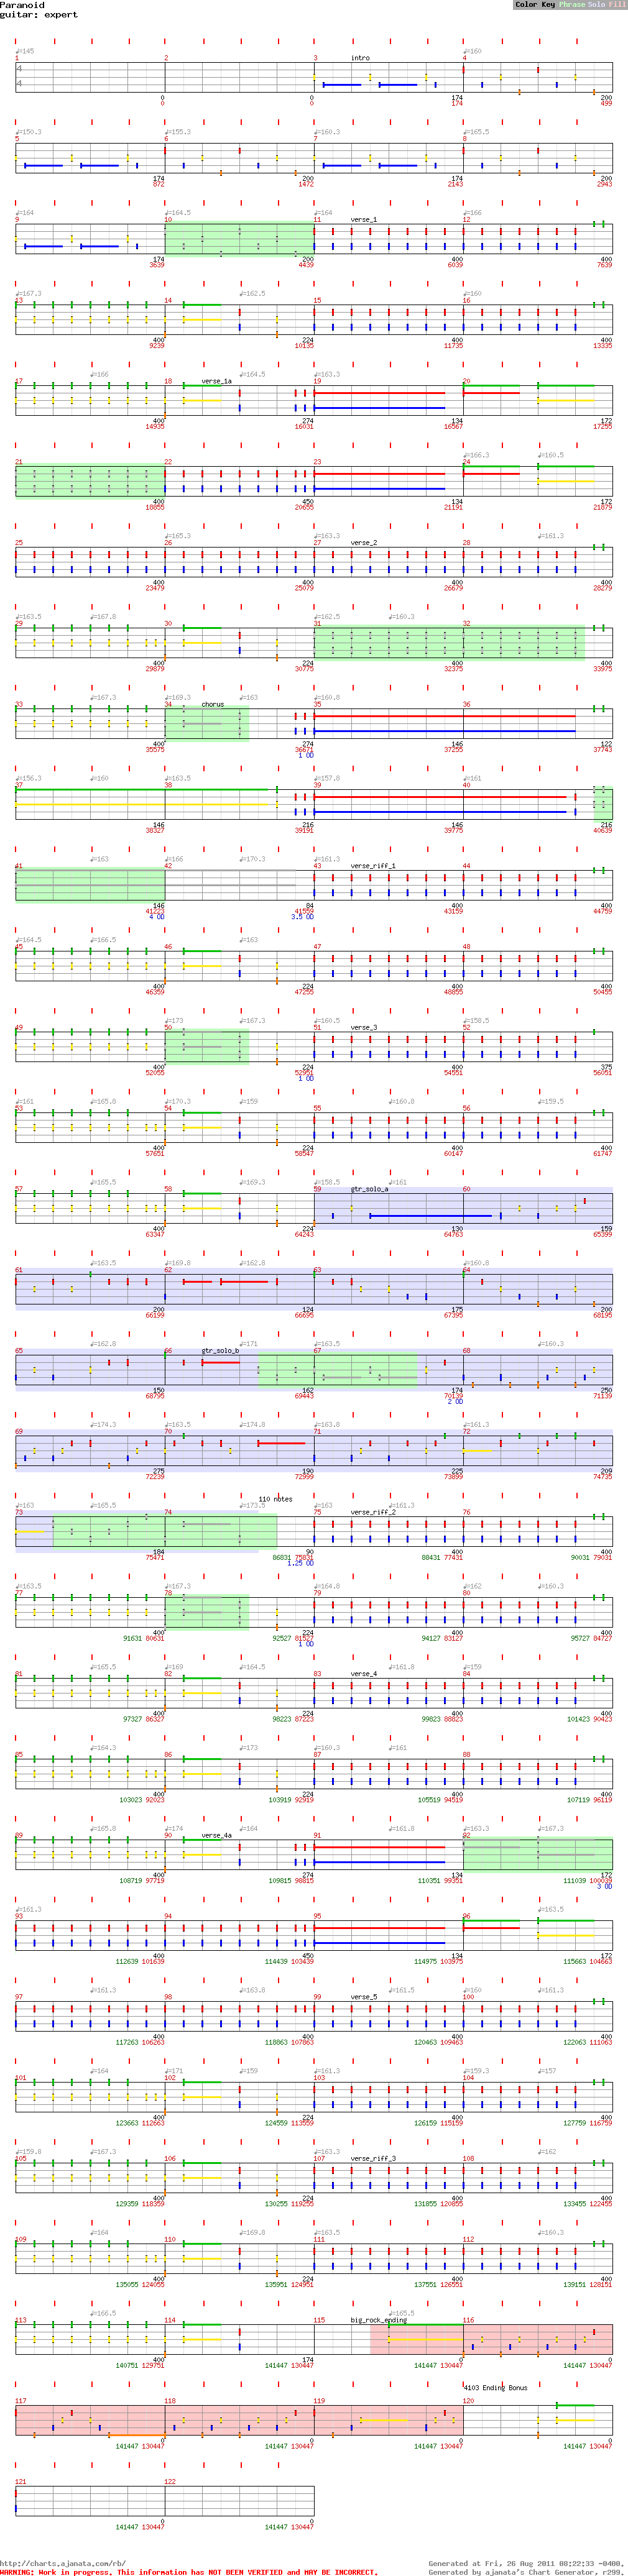 Paranoid
guitar: expert
Color Key Phrase Solo Fill
♩=145 ♩=160
1 2 3 intro 4
4
4
0 0 174 200
0 0 174 499
♩=150.3 ♩=155.3 ♩=160.3 ♩=165.5
5 6 7 8
174 200 174 200
872 1472 2143 2943
♩=164 ♩=164.5 ♩=164 ♩=166
9 10 11 verse_1 12
174 200 400 400
3639 4439 6039 7639
♩=167.3 ♩=162.5 ♩=160
13 14 15 16
400 224 400 400
9239 10135 11735 13335
♩=166 ♩=164.5 ♩=163.3
17 18 verse_1a 19 20
400 274 134 172
14935 16031 16567 17255
♩=166.3 ♩=160.5
21 22 23 24
400 450 134 172
18855 20655 21191 21879
♩=165.3 ♩=163.3 ♩=161.3
25 26 27 verse_2 28
400 400 400 400
23479 25079 26679 28279
♩=163.5 ♩=167.8 ♩=162.5 ♩=160.3
29 30 31 32
400 224 400 400
29879 30775 32375 33975
♩=167.3 ♩=169.3 ♩=163 ♩=160.8
33 34 chorus 35 36
400 274 146 122
35575 36671 37255 37743
1 OD
♩=156.3 ♩=160 ♩=163.5 ♩=157.8 ♩=161
37 38 39 40
146 216 146 216
38327 39191 39775 40639
♩=163 ♩=166 ♩=170.3 ♩=161.3
41 42 43 verse_riff_1 44
146 84 400 400
41223 41559 43159 44759
4 OD 3.5 OD
♩=164.5 ♩=166.5 ♩=163
45 46 47 48
400 224 400 400
46359 47255 48855 50455
♩=173 ♩=167.3 ♩=160.5 ♩=158.5
49 50 51 verse_3 52
400 224 400 375
52055 52951 54551 56051
1 OD
♩=161 ♩=165.8 ♩=170.3 ♩=159 ♩=160.8 ♩=159.5
53 54 55 56
400 224 400 400
57651 58547 60147 61747
♩=165.5 ♩=169.3 ♩=158.5 ♩=161
57 58 59 gtr_solo_a 60
400 224 130 159
63347 64243 64763 65399
♩=163.5 ♩=169.8 ♩=162.8 ♩=160.8
61 62 63 64
200 124 175 200
66199 66695 67395 68195
♩=162.8 ♩=171 ♩=163.5 ♩=160.3
65 66 gtr_solo_b 67 68
150 162 174 250
68795 69443 70139 71139
2 OD
♩=174.3 ♩=163.5 ♩=174.8 ♩=163.8 ♩=161.3
69 70 71 72
275 190 225 209
72239 72999 73899 74735
♩=163 ♩=165.5 ♩=173.5 110 notes ♩=163 ♩=161.3
73 74 75 verse_riff_2 76
184 90 400 400
75471 86831 75831 88431 77431 90031 79031
1.25 OD
♩=163.5 ♩=167.3 ♩=164.8 ♩=162 ♩=160.3
77 78 79 80
400 224 400 400
91631 80631 92527 81527 94127 83127 95727 84727
1 OD
♩=165.5 ♩=169 ♩=164.5 ♩=161.8 ♩=159
81 82 83 verse_4 84
400 224 400 400
97327 86327 98223 87223 99823 88823 101423 90423
♩=164.3 ♩=173 ♩=160.3 ♩=161
85 86 87 88
400 224 400 400
103023 92023 103919 92919 105519 94519 107119 96119
♩=165.8 ♩=174 ♩=164 ♩=161.8 ♩=163.3 ♩=167.3
89 90 verse_4a 91 92
400 274 134 172
108719 97719 109815 98815 110351 99351 111039 100039
3 OD
♩=161.3 ♩=163.5
93 94 95 96
400 450 134 172
112639 101639 114439 103439 114975 103975 115663 104663
♩=161.3 ♩=163.8 ♩=161.5 ♩=160 ♩=161.3
97 98 99 verse_5 100
400 400 400 400
117263 106263 118863 107863 120463 109463 122063 111063
♩=164 ♩=171 ♩=159 ♩=161.3 ♩=159.3 ♩=157
101 102 103 104
400 224 400 400
123663 112663 124559 113559 126159 115159 127759 116759
♩=159.8 ♩=167.3 ♩=163.3 ♩=162
105 106 107 verse_riff_3 108
400 224 400 400
129359 118359 130255 119255 131855 120855 133455 122455
♩=164 ♩=169.8 ♩=163.5 ♩=160.3
109 110 111 112
400 224 400 400
135055 124055 135951 124951 137551 126551 139151 128151
♩=166.5 ♩=165.5
113 114 115 big_rock_ending 116
400 174 0 0
140751 129751 141447 130447 141447 130447 141447 130447
4103 Ending Bonus
117 118 119 120
0 0 0 0
141447 130447 141447 130447 141447 130447 141447 130447
121 122
0 0
141447 130447 141447 130447
http://charts.ajanata.com/rb/ Generated at Fri, 26 Aug 2011 08:22:33 -0400.
WARNING: Work in progress. This information has NOT BEEN VERIFIED and MAY BE INCORRECT. Generated by ajanata's Chart Generator, r299.